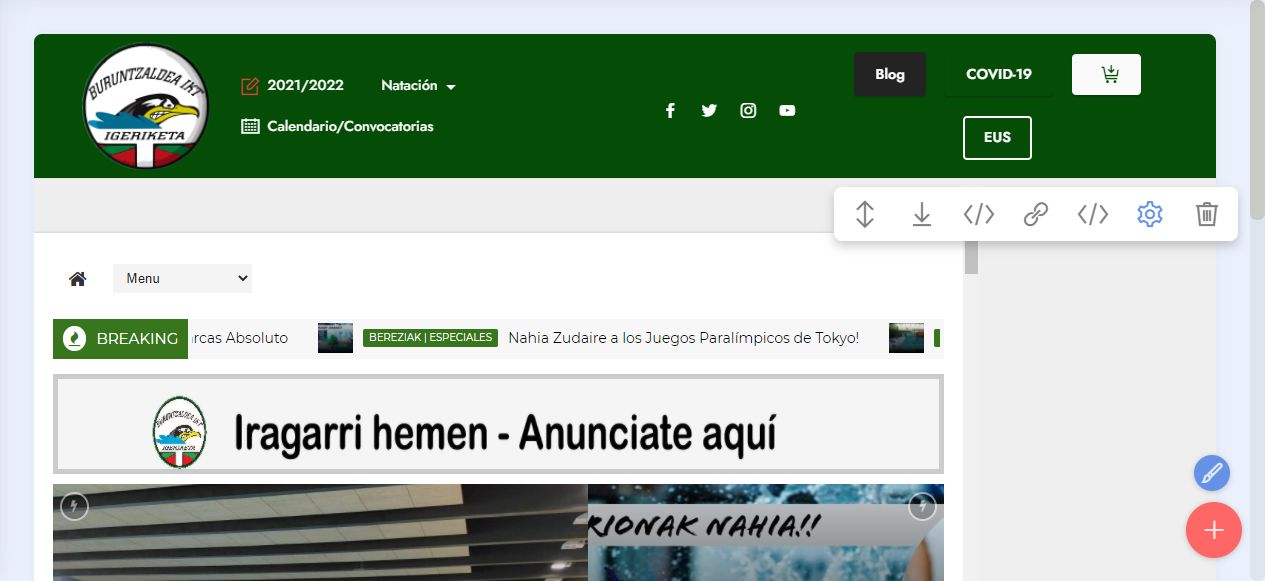 BURUNTZALDEA IKT
IGERIKETA
2021/2022
Natación
Calendario/Convocatorias
Blog
COVID-19
EUS
Menu
BREAKING
rcas Absoluto
BEREZIAK | ESPECIALES
Nahia Zudaire a los Juegos Paralímpicos de Tokyo!
BURUNTZALDEA IKT
IGERIKETA
Iragarri hemen - Anunciate aquí
RIONAK NAHIA!!